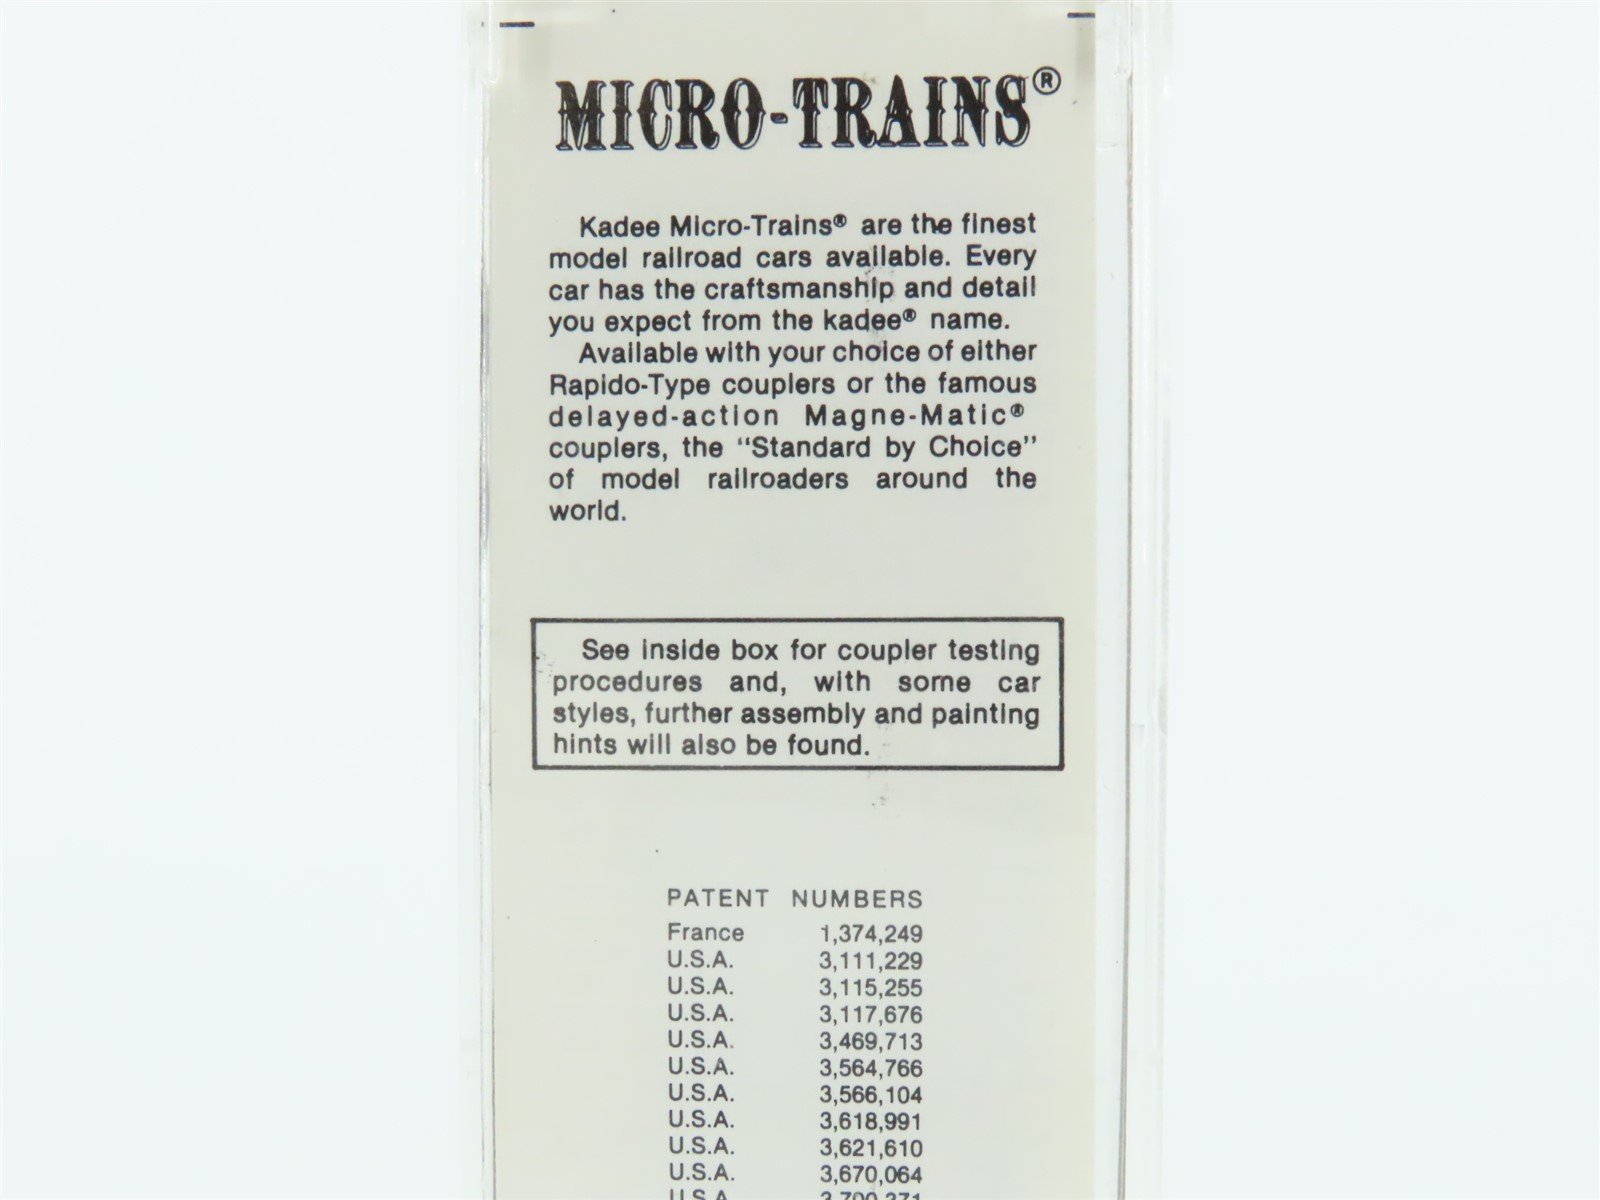 MICRO-TRAINS®
Kadee Micro-Trains® are the finest
model railroad cars available. Every
car has the craftsmanship and detail
you expect from the kadee® name.
Available with your choice of either
Rapido-Type couplers or the famous
delayed-action Magne-Matic®
couplers, the “Standard by Choice”
of model railroaders around the
world.
See inside box for coupler testing
procedures and, with some car
styles, further assembly and painting
hints will also be found.
PATENT NUMBERS
France 1,374,249
U.S.A. 3,111,229
U.S.A. 3,115,255
U.S.A. 3,117,676
U.S.A. 3,469,713
U.S.A. 3,564,766
U.S.A. 3,566,104
U.S.A. 3,618,991
U.S.A. 3,621,610
U.S.A. 3,670,064
U.S.A.